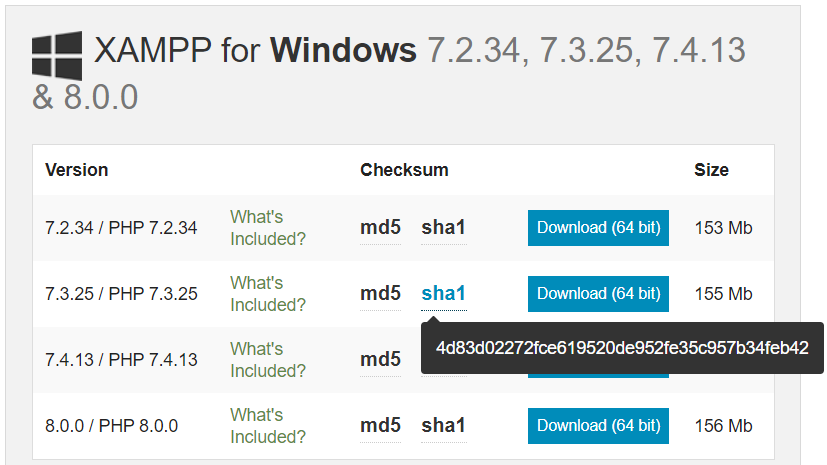 XAMPP for Windows 7.2.34, 7.3.25, 7.4.13
& 8.0.0
Version Checksum Size
7.2.34 / PHP 7.2.34 What's Included? md5 sha1 Download (64 bit) 153 Mb
7.3.25 / PHP 7.3.25 What's Included? md5 sha1 Download (64 bit) 155 Mb
4d83d02272fce619520de952fe35c957b34feb42
7.4.13 / PHP 7.4.13 What's Included? md5
8.0.0 / PHP 8.0.0 What's Included? md5 sha1 Download (64 bit) 156 Mb